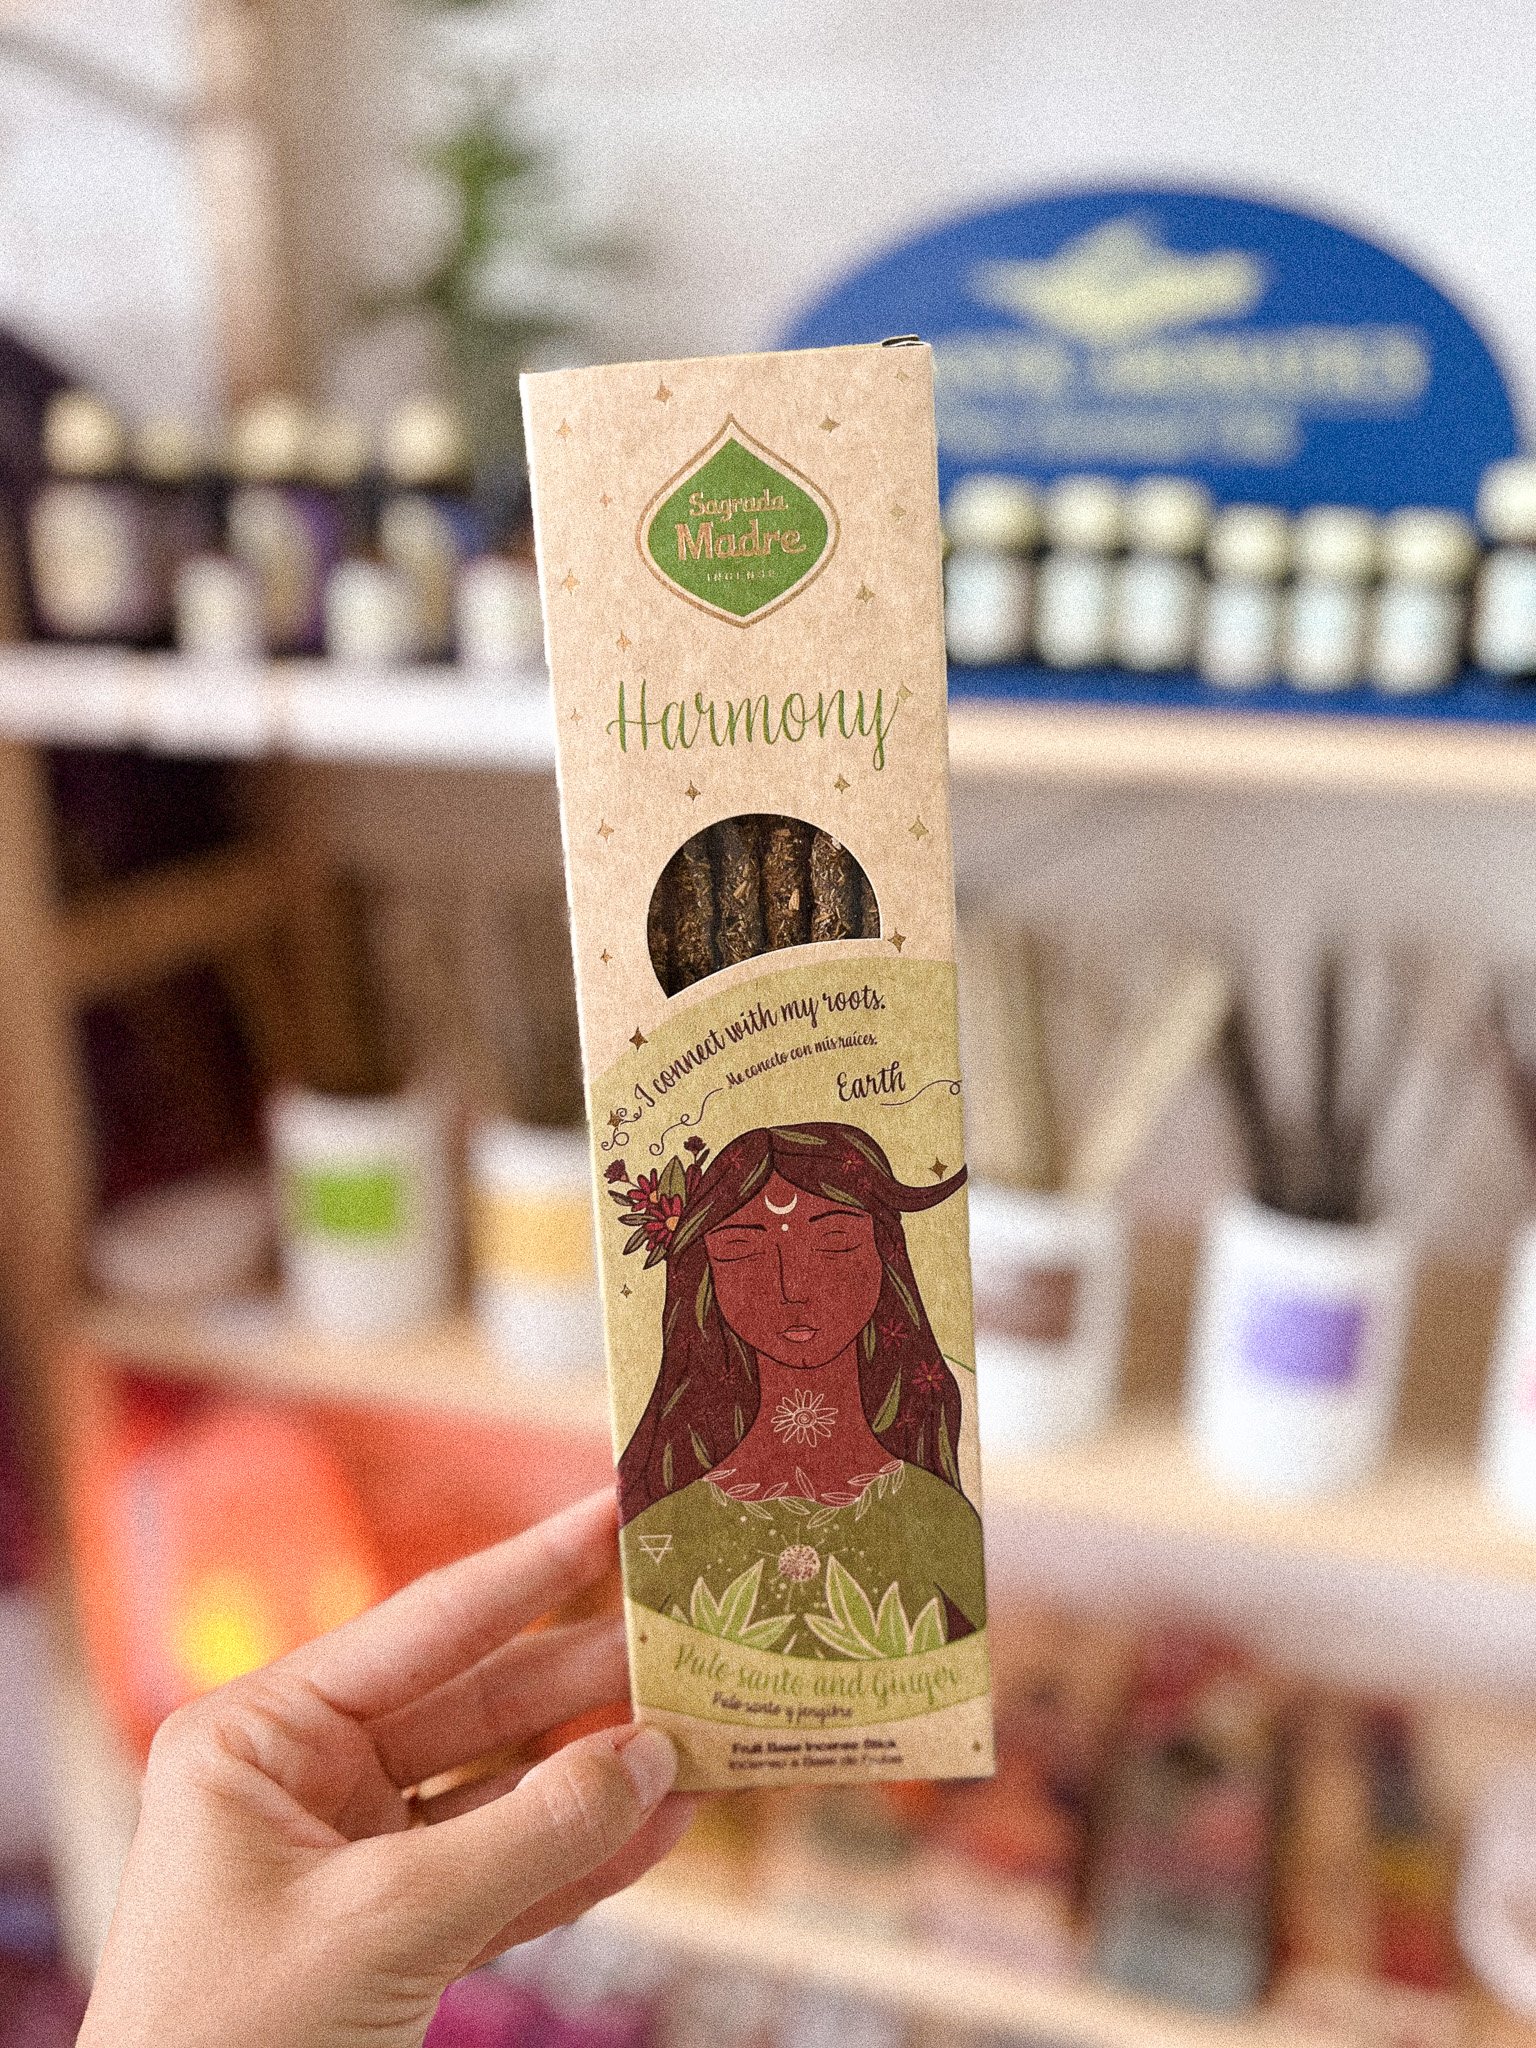 Sagrada
Madre
INCENSE
Harmony
I connect with my roots.
Me conecto con mis raíces.
Earth
Palo santo and Ginger
Palo santo y jengibre
Fruit Base Incense Stick
Incienso a Base de Frutas